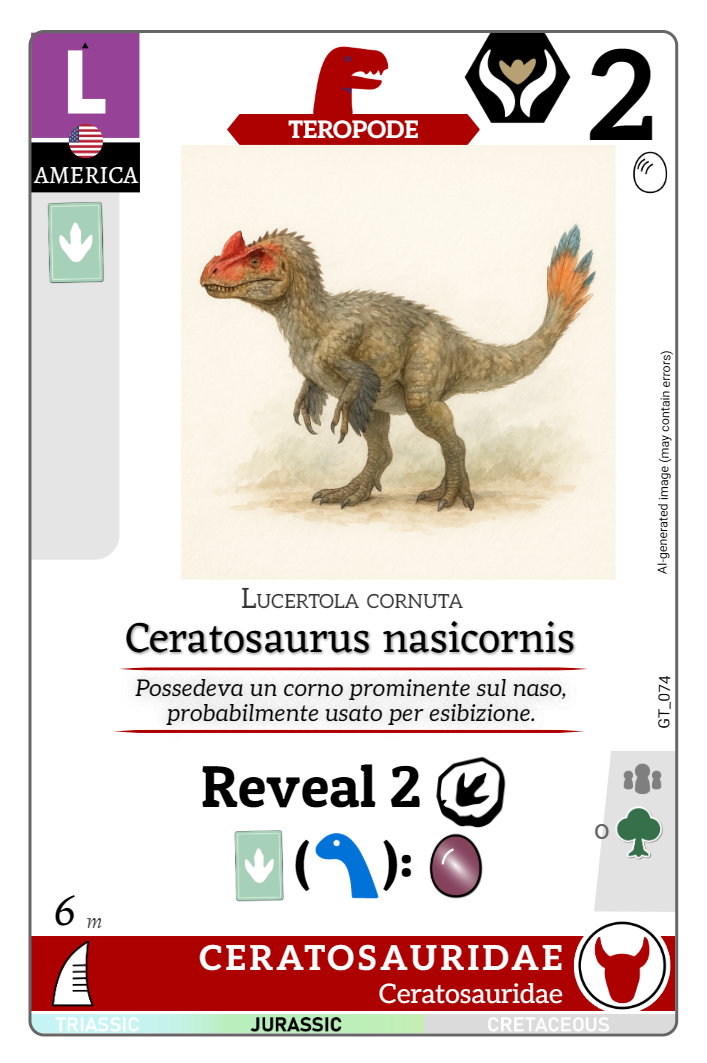 L
TEROPODE
2
AMERICA
AI-generated image (may contain errors)
LUCERTOLA CORNUTA
Ceratosaurus nasicornis
Possedeva un corno prominente sul naso,
probabilmente usato per esibizione.
GT_074
Reveal 2
( ):
O
6 m
CERATOSAURIDAE
Ceratosauridae
TRIASSIC JURASSIC CRETACEOUS